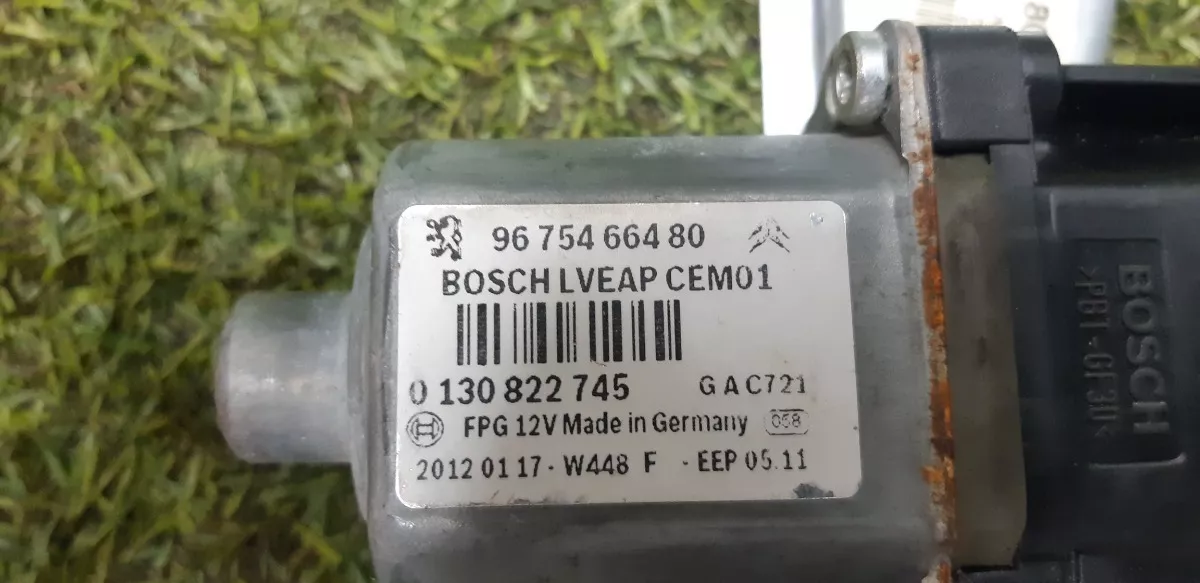 96 754 664 80
BOSCH LVEAP CEM01
0 130 822 745 G A C721
FPG 12V Made in Germany 058
2012 01 17 - W448 F - EEP 05.11
BOSCH
>PBT-GF30<